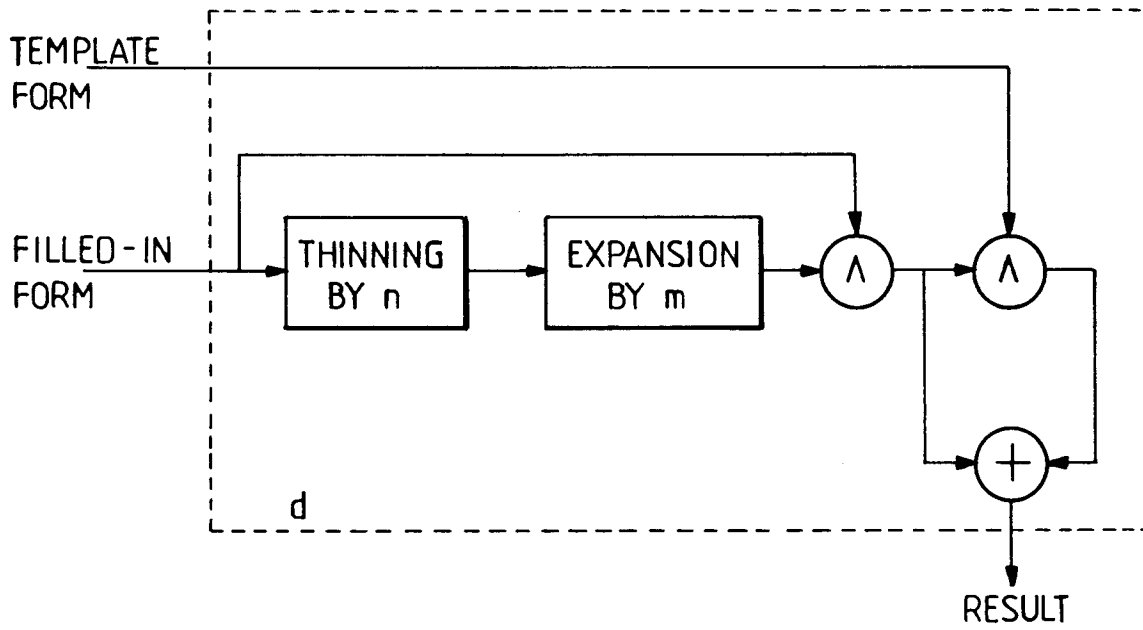 TEMPLATE
FORM
FILLED-IN
FORM
THINNING
BY n
EXPANSION
BY m
∧
∧
+
d
RESULT